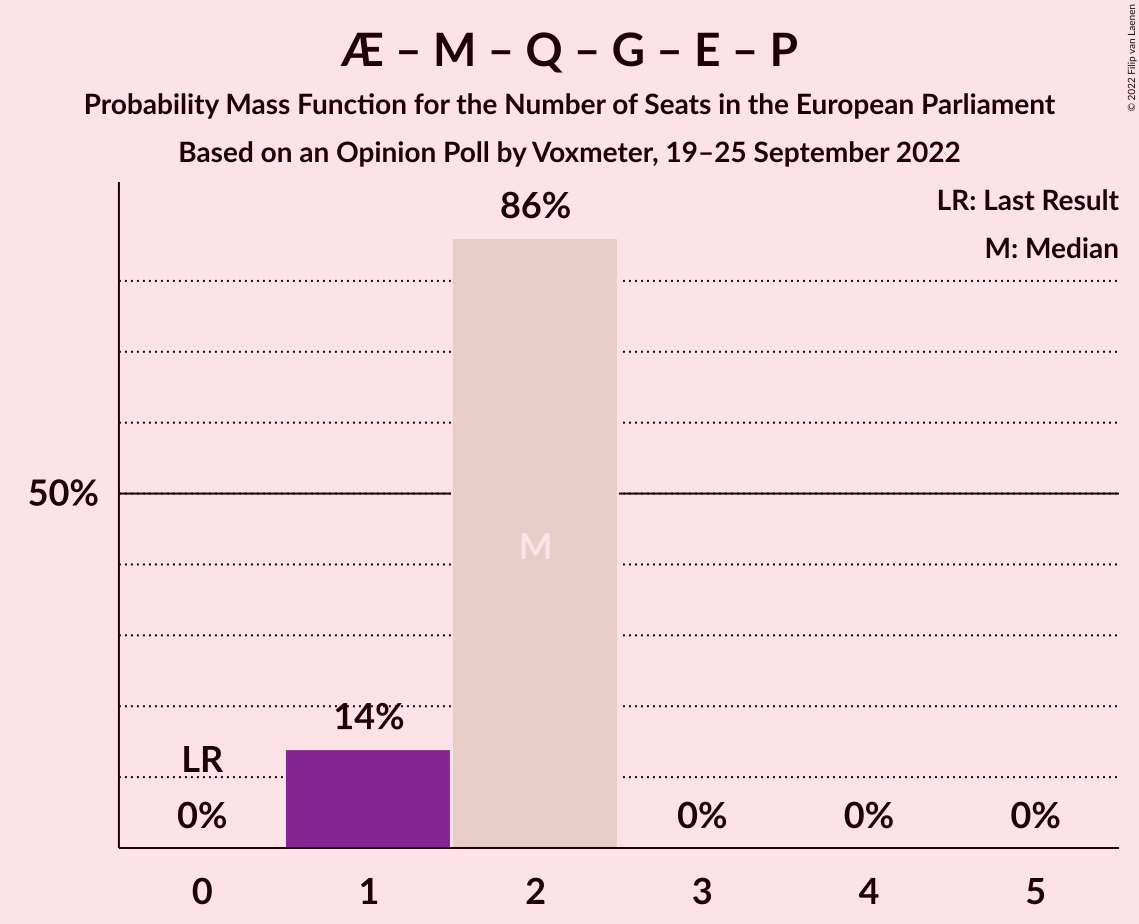 Æ – M – Q – G – E – P
Probability Mass Function for the Number of Seats in the European Parliament
Based on an Opinion Poll by Voxmeter, 19–25 September 2022
© 2022 Filip van Laenen
LR: Last Result
M: Median
86%
50%
M
14%
LR
0%
0%
0%
0%
0
1
2
3
4
5